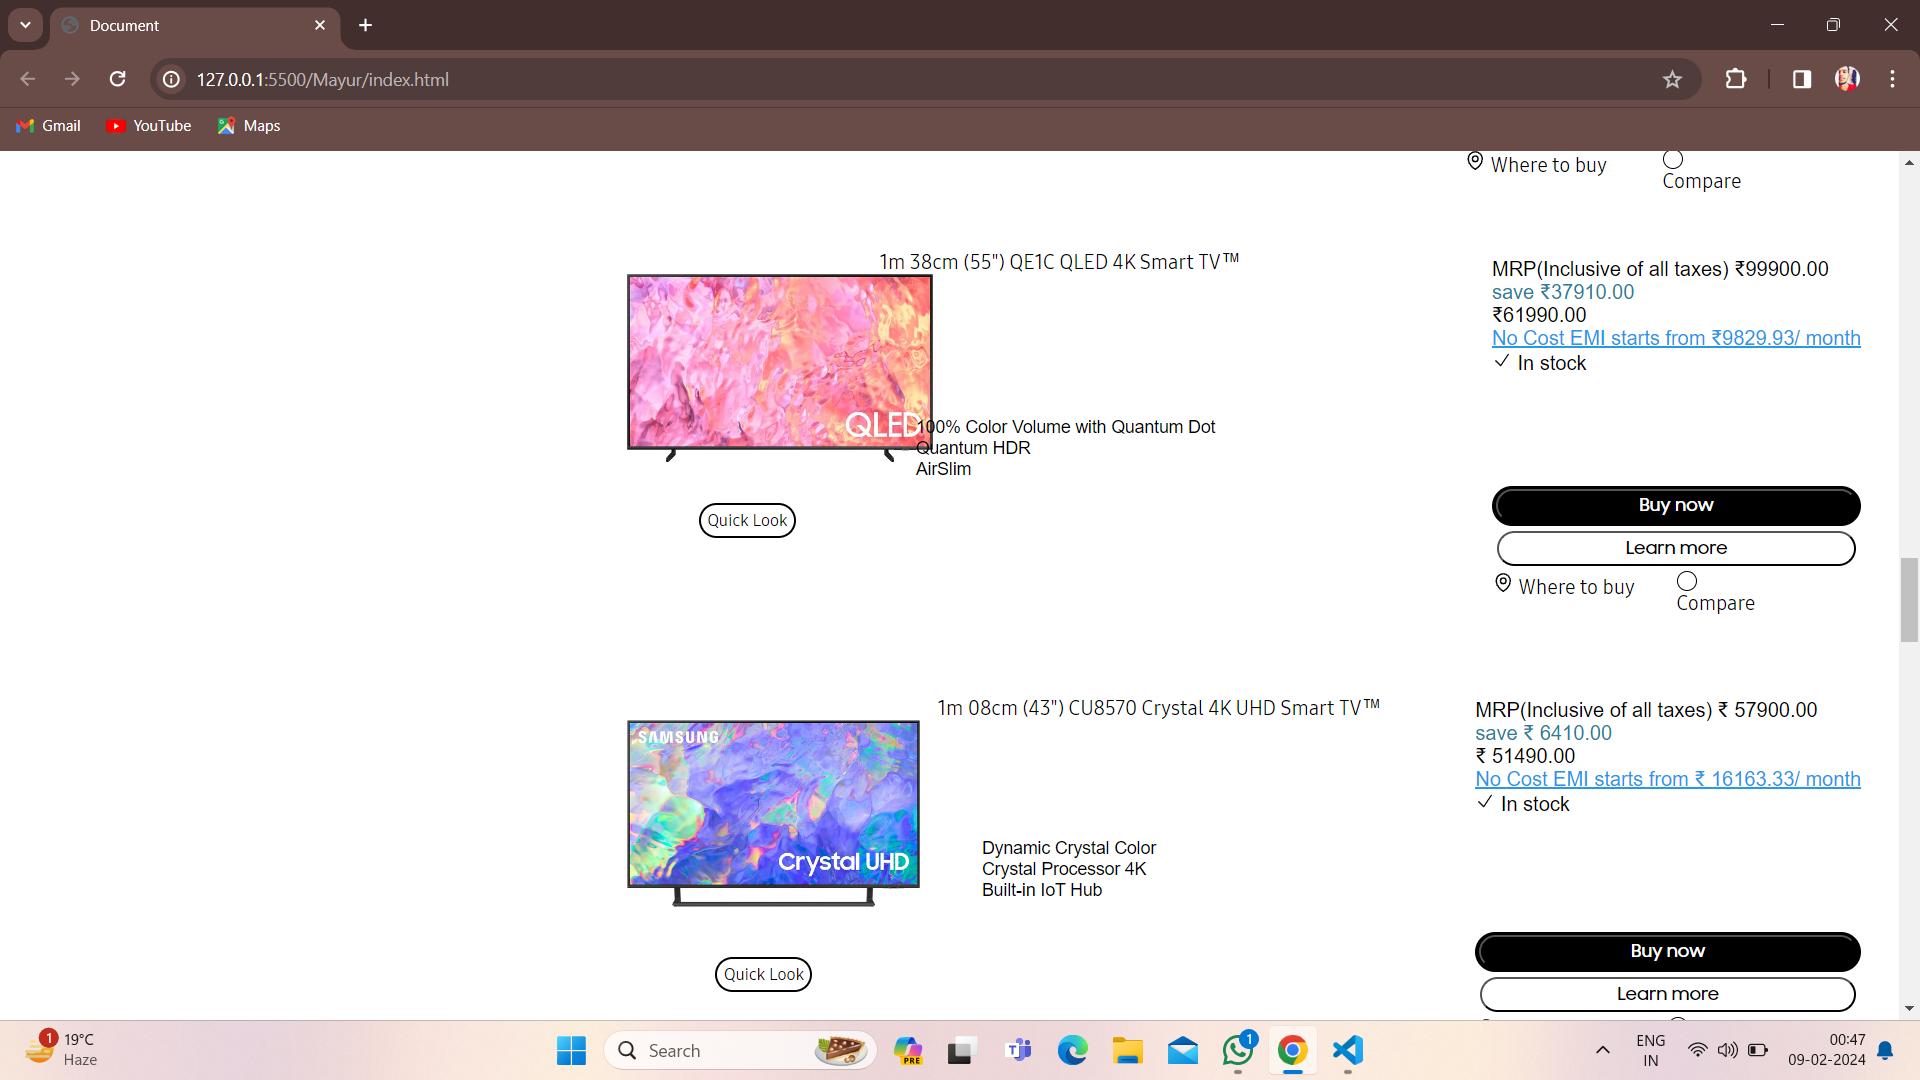 Document
127.0.0.1:5500/Mayur/index.html
Gmail
YouTube
Maps
Where to buy
Compare
1m 38cm (55") QE1C QLED 4K Smart TV™
MRP(Inclusive of all taxes) ₹99900.00
save ₹37910.00
₹61990.00
No Cost EMI starts from ₹9829.93/ month
In stock
QLED
100% Color Volume with Quantum Dot
Quantum HDR
AirSlim
Quick Look
Buy now
Learn more
Where to buy
Compare
1m 08cm (43") CU8570 Crystal 4K UHD Smart TV™
MRP(Inclusive of all taxes) ₹ 57900.00
save ₹ 6410.00
₹ 51490.00
No Cost EMI starts from ₹ 16163.33/ month
In stock
SAMSUNG
Crystal UHD
Dynamic Crystal Color
Crystal Processor 4K
Built-in IoT Hub
Quick Look
Buy now
Learn more
1
19°C
Haze
Search
PRE
1
ENG
IN
00:47
09-02-2024